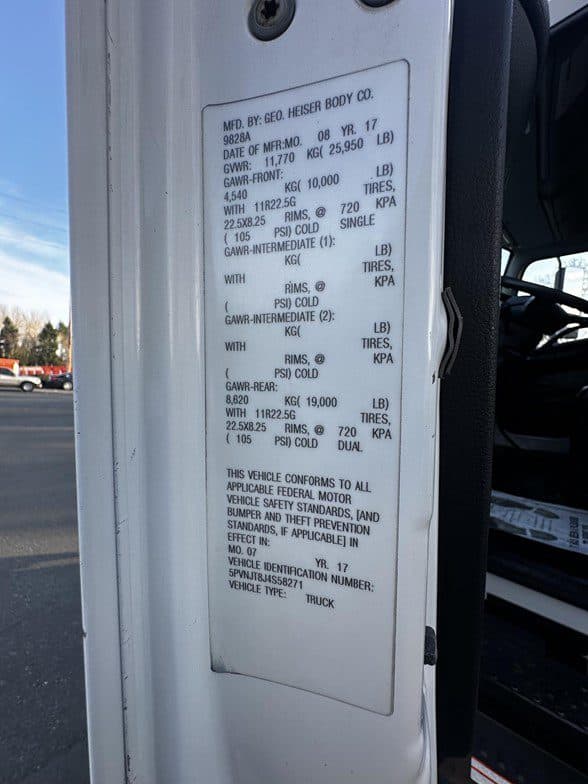 MFD. BY: GEO. HEISER BODY CO.
9828A
DATE OF MFR:MO. 08 YR. 17
GVWR: 11,770 KG( 25,950 LB)
GAWR-FRONT:
4,540 KG( 10,000 LB)
WITH 11R22.5G TIRES,
22.5X8.25 RIMS, @ 720 KPA
( 105 PSI) COLD SINGLE
GAWR-INTERMEDIATE (1):
KG( LB)
WITH TIRES,
RIMS, @ KPA
( PSI) COLD
GAWR-INTERMEDIATE (2):
KG( LB)
WITH TIRES,
RIMS, @ KPA
( PSI) COLD
GAWR-REAR:
8,620 KG( 19,000 LB)
WITH 11R22.5G TIRES,
22.5X8.25 RIMS, @ 720 KPA
( 105 PSI) COLD DUAL
THIS VEHICLE CONFORMS TO ALL
APPLICABLE FEDERAL MOTOR
VEHICLE SAFETY STANDARDS, [AND
BUMPER AND THEFT PREVENTION
STANDARDS, IF APPLICABLE] IN
EFFECT IN:
MO. 07 YR. 17
VEHICLE IDENTIFICATION NUMBER:
5PVNJT8J4S58271
VEHICLE TYPE: TRUCK